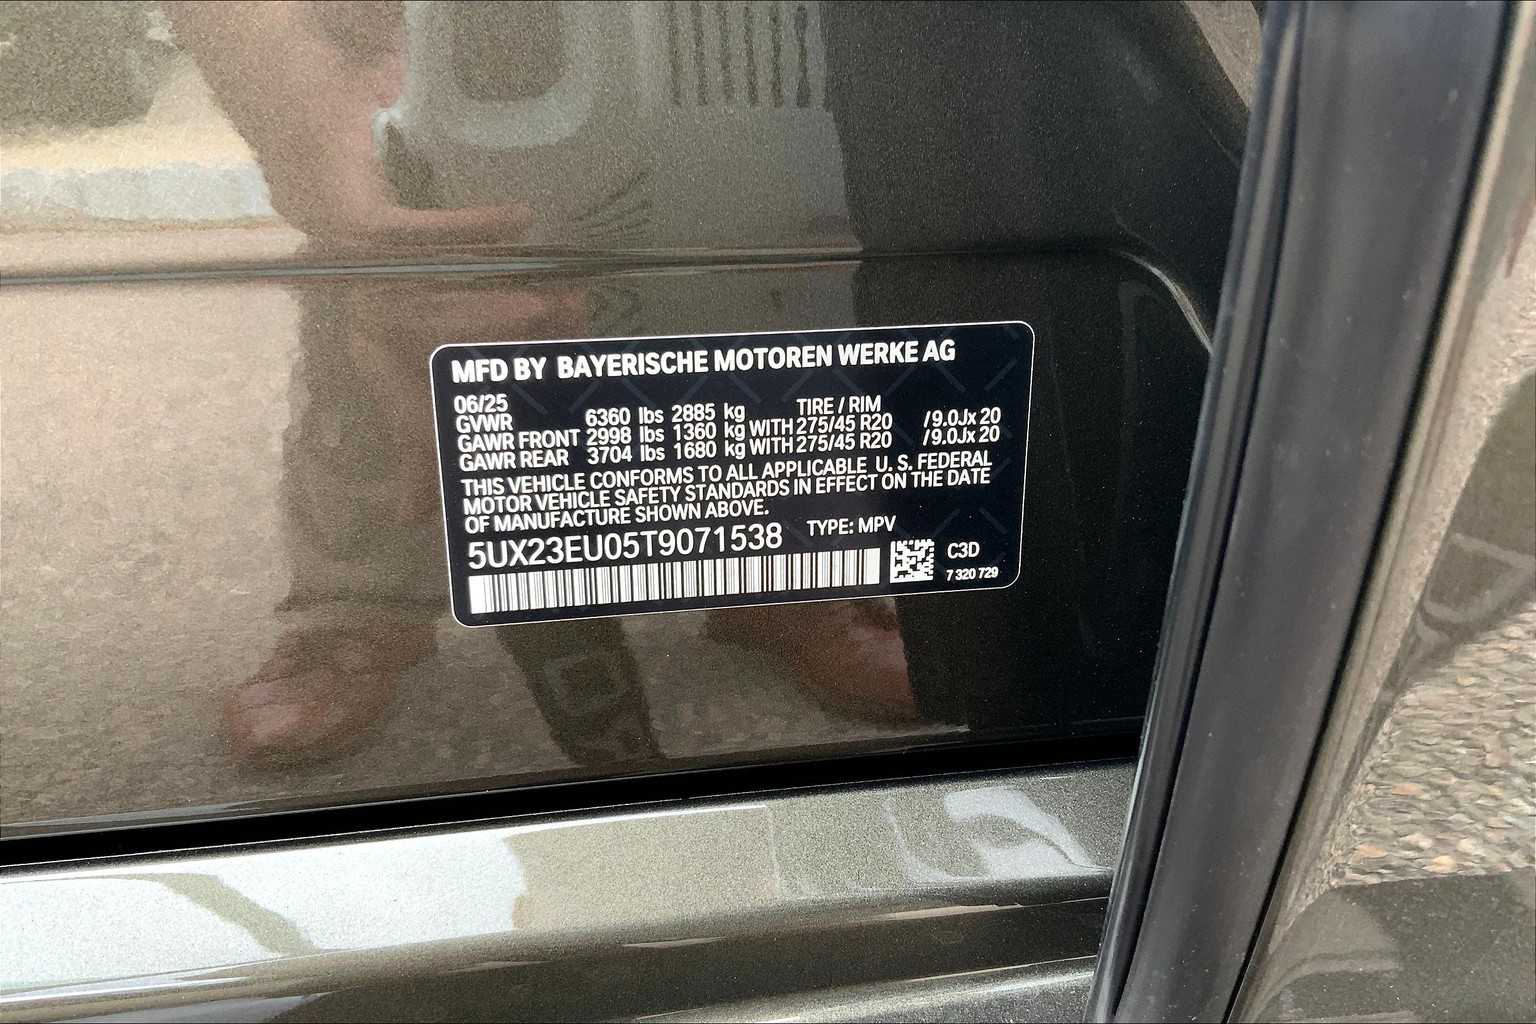 MFD BY BAYERISCHE MOTOREN WERKE AG
06/25 TIRE / RIM
GVWR 6360 lbs 2885 kg
GAWR FRONT 2998 lbs 1360 kg WITH 275/45 R20 /9.0Jx 20
GAWR REAR 3704 lbs 1680 kg WITH 275/45 R20 /9.0Jx 20
THIS VEHICLE CONFORMS TO ALL APPLICABLE U. S. FEDERAL
MOTOR VEHICLE SAFETY STANDARDS IN EFFECT ON THE DATE
OF MANUFACTURE SHOWN ABOVE.
5UX23EU05T9071538 TYPE: MPV
C3D
7 320 729